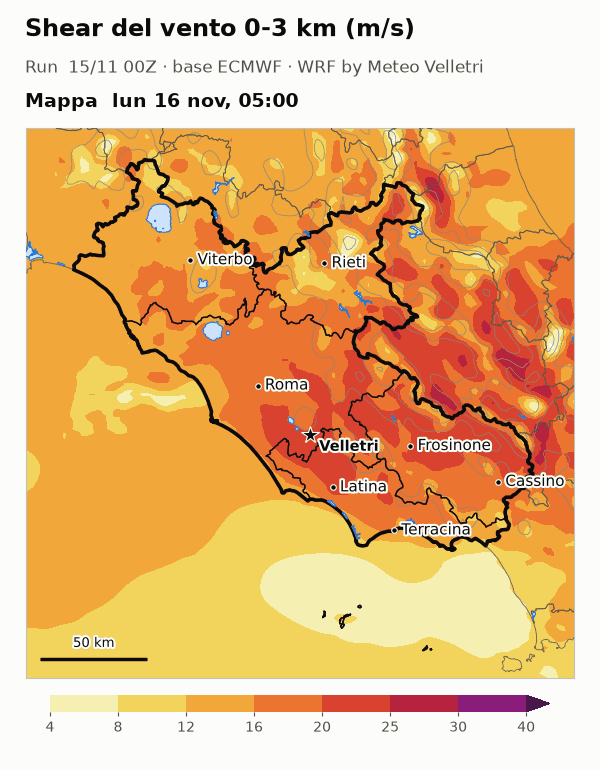 Shear del vento 0-3 km (m/s)
Run  15/11 00Z · base ECMWF · WRF by Meteo Velletri
Mappa  lun 16 nov, 05:00
Viterbo
Rieti
Roma
Velletri
Frosinone
Cassino
Latina
Terracina
50 km
4 8 12 16 20 25 30 40